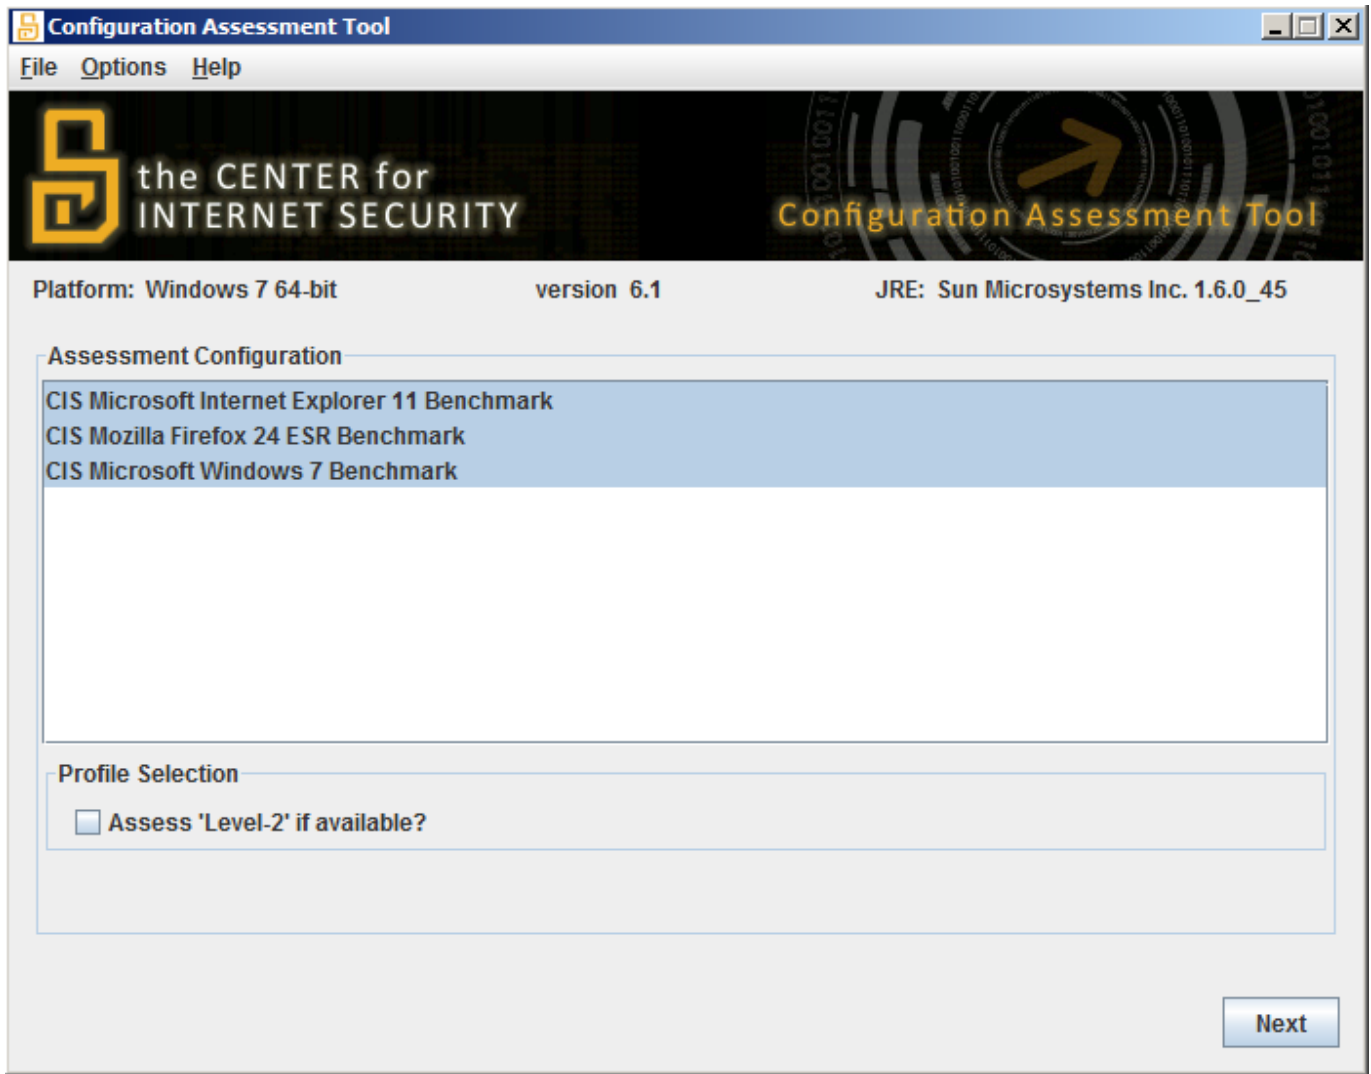 Configuration Assessment Tool
File Options Help
the CENTER for
INTERNET SECURITY
Configuration Assessment Tool
Platform: Windows 7 64-bit version 6.1 JRE: Sun Microsystems Inc. 1.6.0_45
Assessment Configuration
CIS Microsoft Internet Explorer 11 Benchmark
CIS Mozilla Firefox 24 ESR Benchmark
CIS Microsoft Windows 7 Benchmark
Profile Selection
Assess 'Level-2' if available?
Next